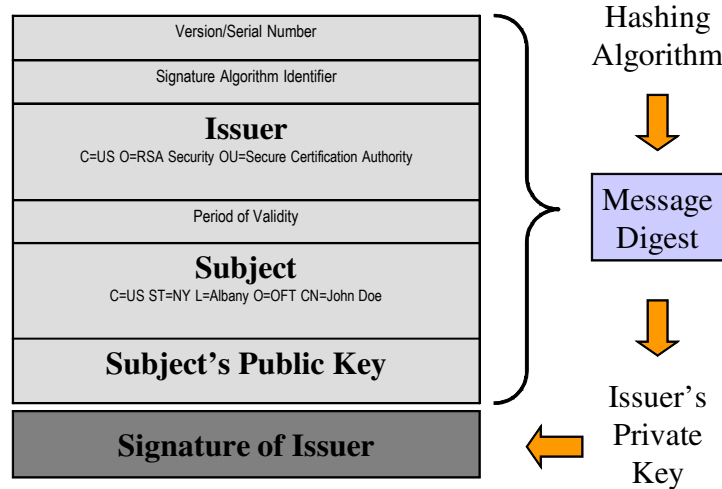 Version/Serial Number
Signature Algorithm Identifier
Issuer
C=US O=RSA Security OU=Secure Certification Authority
Period of Validity
Subject
C=US ST=NY L=Albany O=OFT CN=John Doe
Subject's Public Key
Signature of Issuer
Hashing
Algorithm
Message
Digest
Issuer's
Private
Key